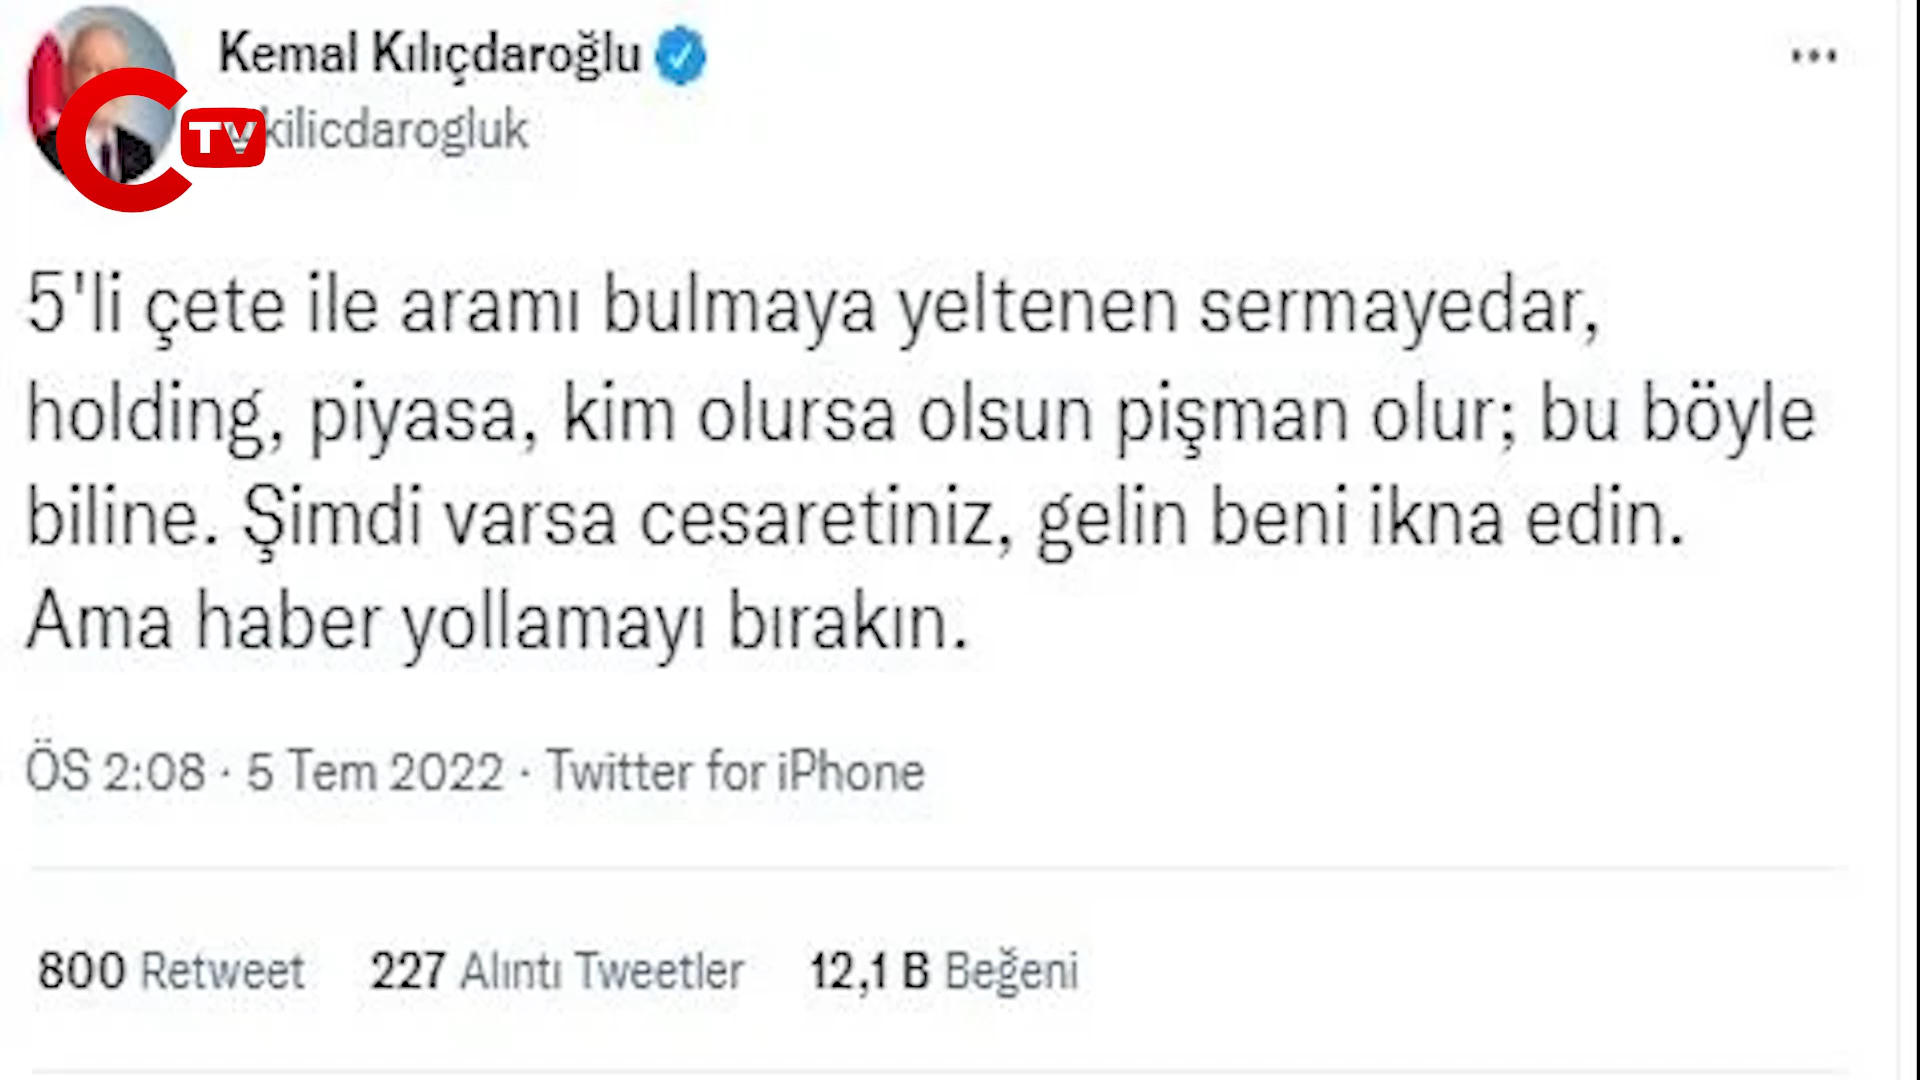 Kemal Kılıçdaroğlu
TV
kilicdarogluk
5'li çete ile aramı bulmaya yeltenen sermayedar,
holding, piyasa, kim olursa olsun pişman olur; bu böyle
biline. Şimdi varsa cesaretiniz, gelin beni ikna edin.
Ama haber yollamayı bırakın.
ÖS 2:08 · 5 Tem 2022 · Twitter for iPhone
800 Retweet 227 Alıntı Tweetler 12,1 B Beğeni